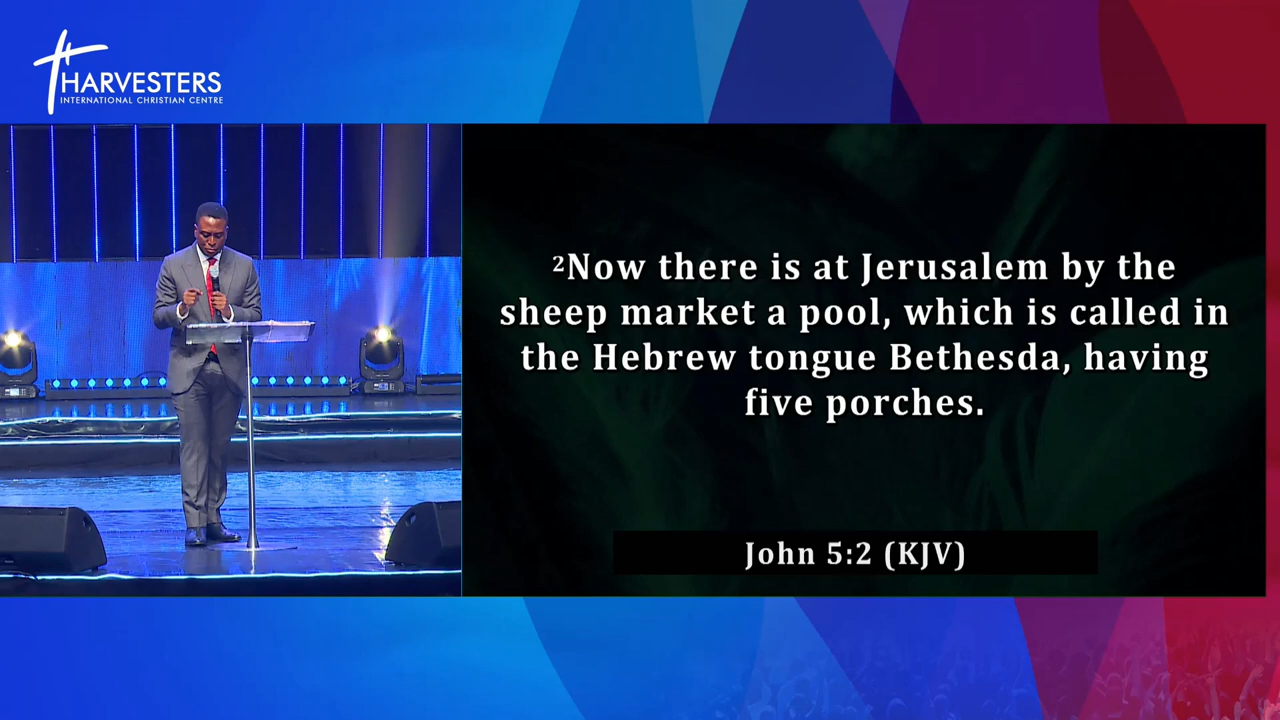 HARVESTERS
INTERNATIONAL CHRISTIAN CENTRE
²Now there is at Jerusalem by the
sheep market a pool, which is called in
the Hebrew tongue Bethesda, having
five porches.
John 5:2 (KJV)